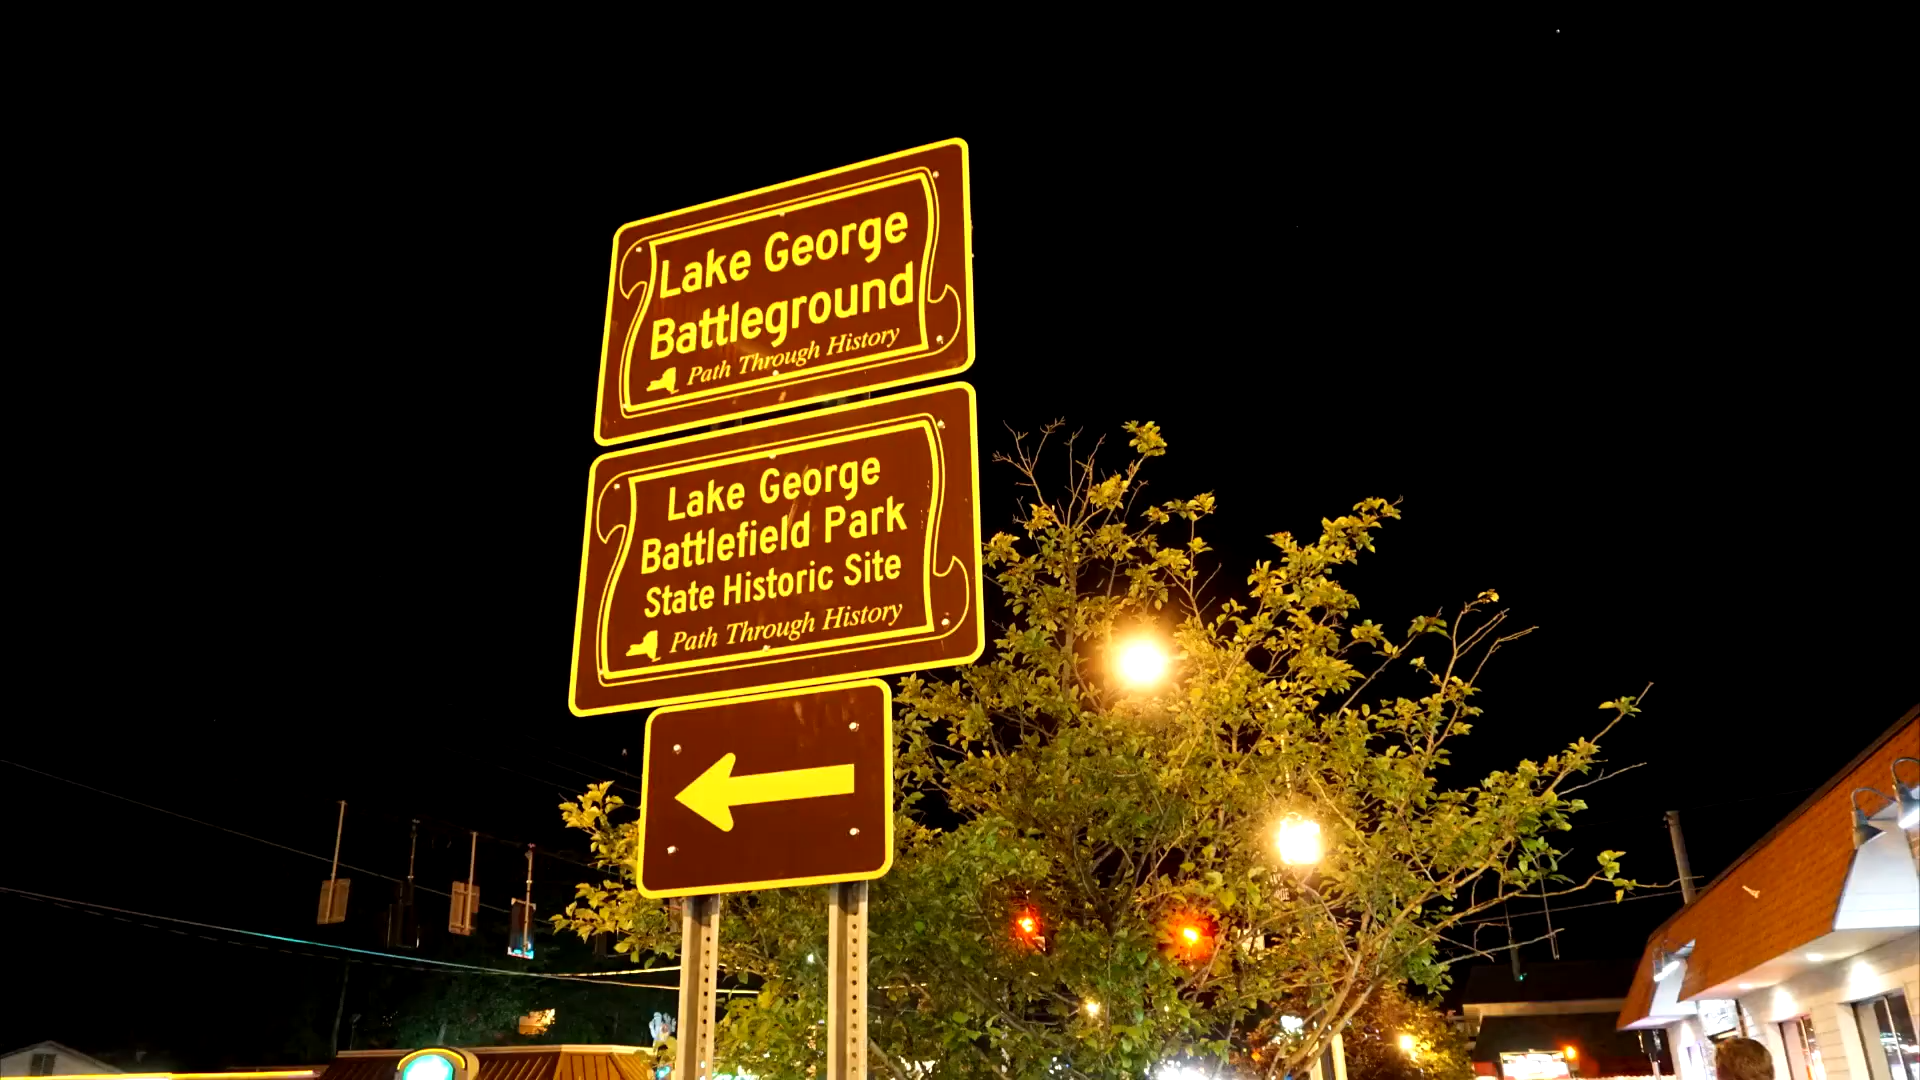 Lake George
Battleground
Path Through History
Lake George
Battlefield Park
State Historic Site
Path Through History